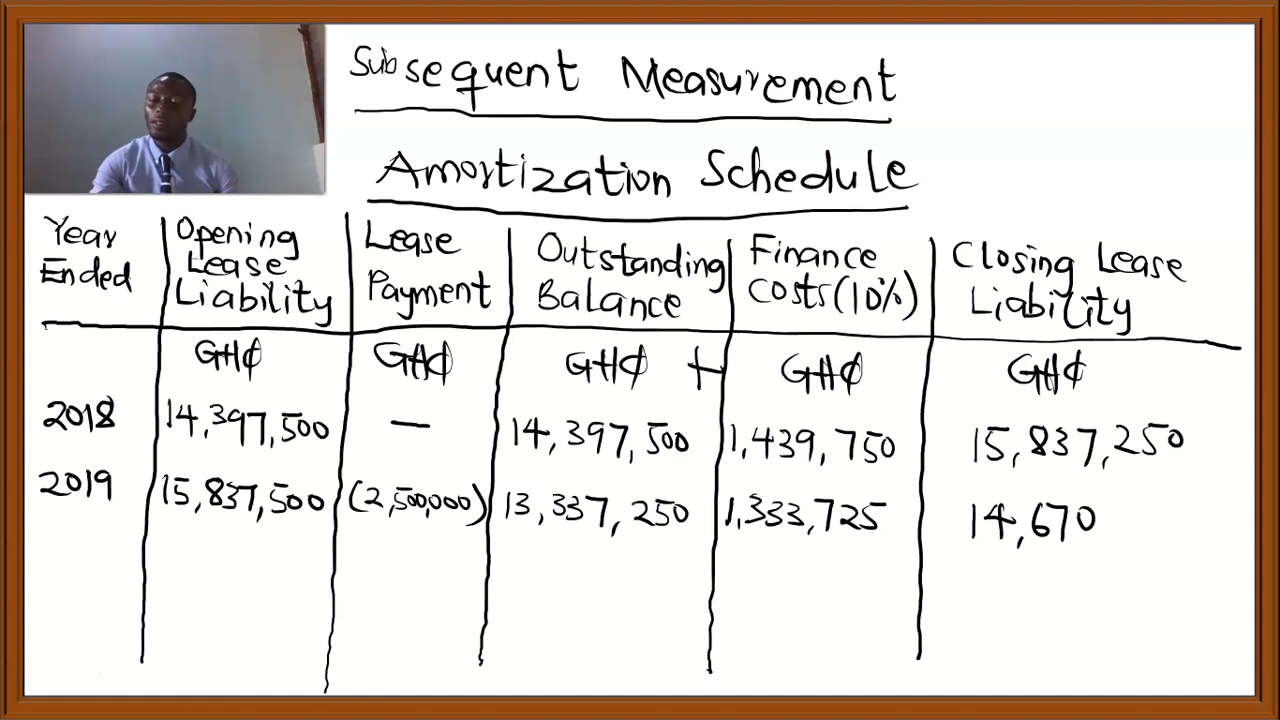 Subsequent Measurement
Amortization Schedule
Year Ended | Opening Lease Liability | Lease Payment | Outstanding Balance | Finance Costs (10%) | Closing Lease Liability
GH₵ | GH₵ | GH₵ + | GH₵ | GH₵
2018 | 14,397,500 | — | 14,397,500 | 1,439,750 | 15,837,250
2019 | 15,837,500 | (2,500,000) | 13,337,250 | 1,333,725 | 14,670